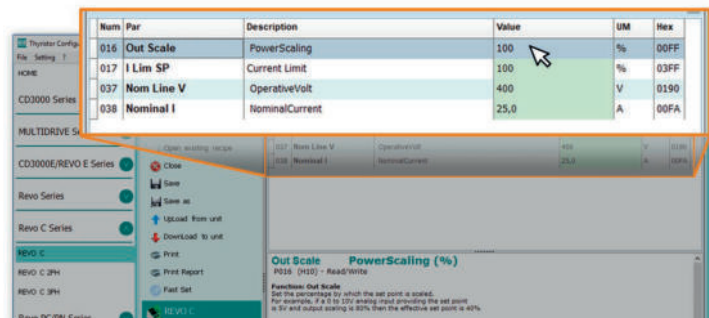 Num Par Description Value UM Hex
016 Out Scale PowerScaling 100 % 00FF
017 I Lim SP Current Limit 100 % 03FF
037 Nom Line V OperativeVolt 400 V 0190
038 Nominal I NominalCurrent 25,0 A 00FA
Thyristor Config
File Setting ?
HOME
CD3000 Series
MULTIDRIVE Se
CD3000E/REVO E Series
Revo Series
Revo C Series
REVO C
REVO C 2PH
REVO C 3PH
Revo PC/PN Series
Open existing recipe
Close
Save
Save as
UpLoad from unit
DownLoad to unit
Print
Print Report
Fast Set
REVO C
037 Nom Line V OperativeVolt 400 V 0190
038 Nominal I NominalCurrent 25,0 A 00FA
Out Scale PowerScaling (%)
P016 (H10) - Read/Write
Function: Out Scale
Set the percentage by which the set point is scaled.
For example, if a 0 to 10V analog input providing the set point
is 5V and output scaling is 80% then the effective set point is 40%